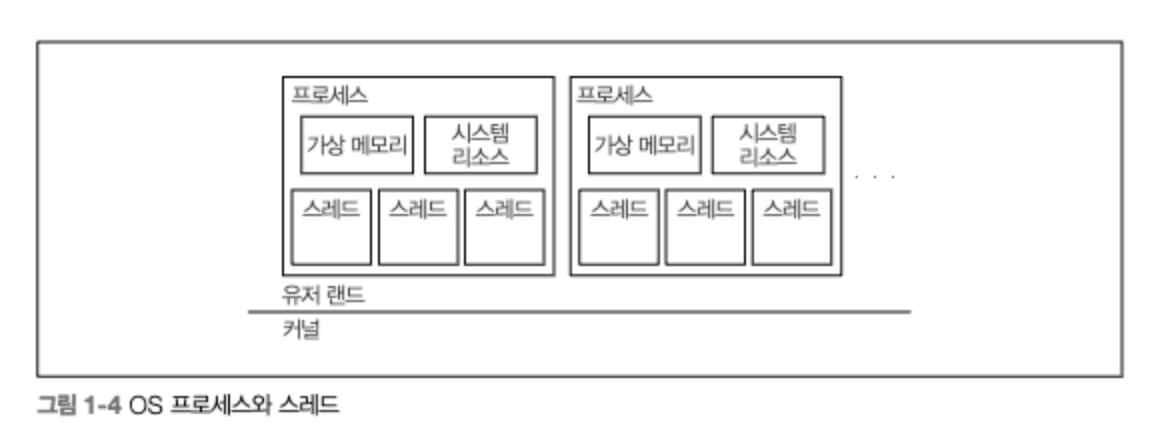 프로세스
가상 메모리
시스템
리소스
스레드
스레드
스레드
프로세스
가상 메모리
시스템
리소스
스레드
스레드
스레드
. . .
유저 랜드
커널
그림 1-4 OS 프로세스와 스레드